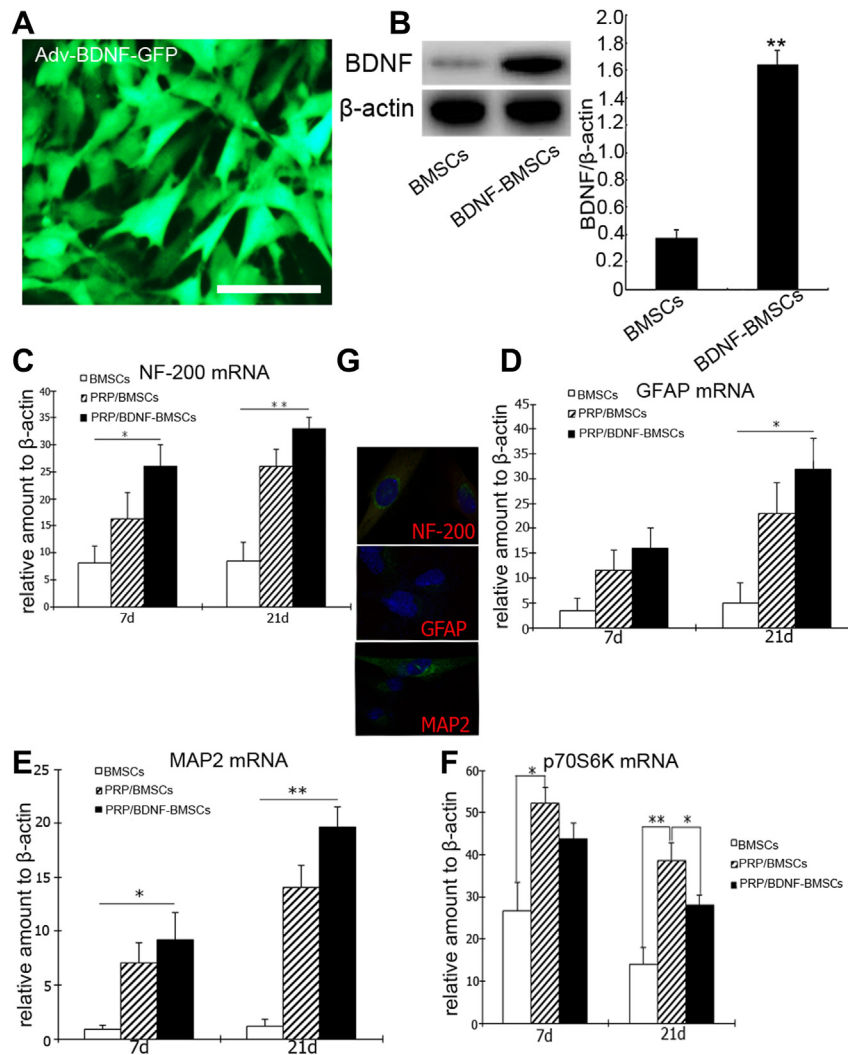 A
Adv-BDNF-GFP
B
BDNF
β-actin
BMSCs
BDNF-BMSCs
**
2.0
1.8
1.6
1.4
1.2
1.0
0.8
0.6
0.4
0.2
0
BDNF/β-actin
BMSCs
BDNF-BMSCs
C
NF-200 mRNA
BMSCs
PRP/BMSCs
PRP/BDNF-BMSCs
relative amount to β-actin
40
35
30
25
20
15
10
5
0
*
**
7d
21d
G
NF-200
GFAP
MAP2
D
GFAP mRNA
BMSCs
PRP/BMSCs
PRP/BDNF-BMSCs
relative amount to β-actin
45
40
35
30
25
20
15
10
5
0
*
7d
21d
E
MAP2 mRNA
BMSCs
PRP/BMSCs
PRP/BDNF-BMSCs
relative amount to β-actin
25
20
15
10
5
0
*
**
7d
21d
F
p70S6K mRNA
BMSCs
PRP/BMSCs
PRP/BDNF-BMSCs
relative amount to β-actin
60
50
40
30
20
10
0
*
**
*
7d
21d